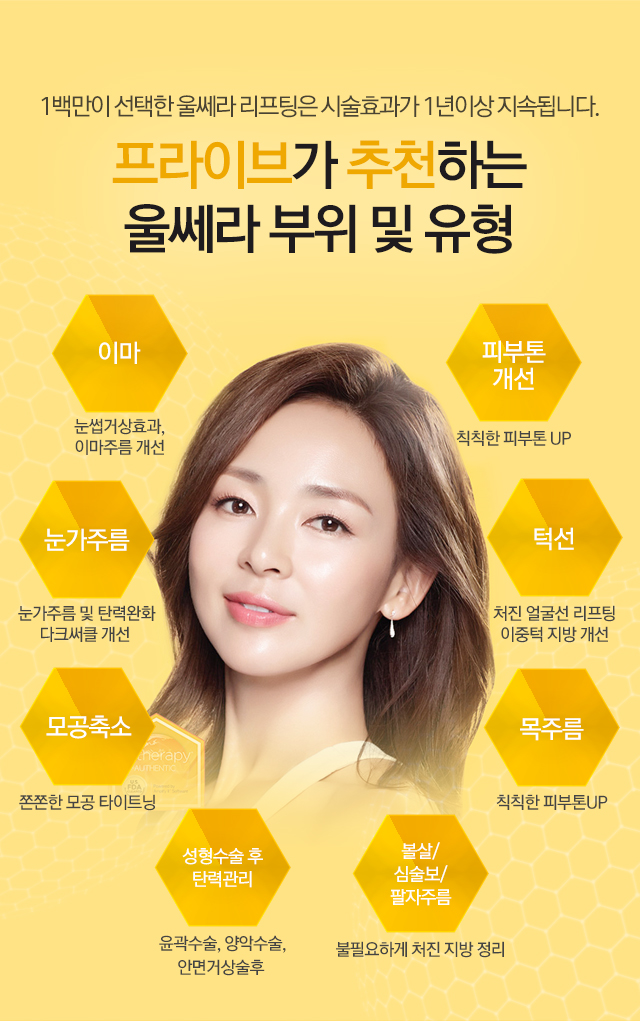 1백만이 선택한 울쎄라 리프팅은 시술효과가 1년이상 지속됩니다.
프라이브가 추천하는
울쎄라 부위 및 유형
이마
눈썹거상효과,
이마주름 개선
피부톤
개선
칙칙한 피부톤 UP
눈가주름
눈가주름 및 탄력완화
다크써클 개선
턱선
처진 얼굴선 리프팅
이중턱 지방 개선
모공축소
쫀쫀한 모공 타이트닝
therapy
AUTHENTIC
FDA
목주름
칙칙한 피부톤UP
성형수술 후
탄력관리
윤곽수술, 양악수술,
안면거상술후
볼살/
심술보/
팔자주름
불필요하게 처진 지방 정리